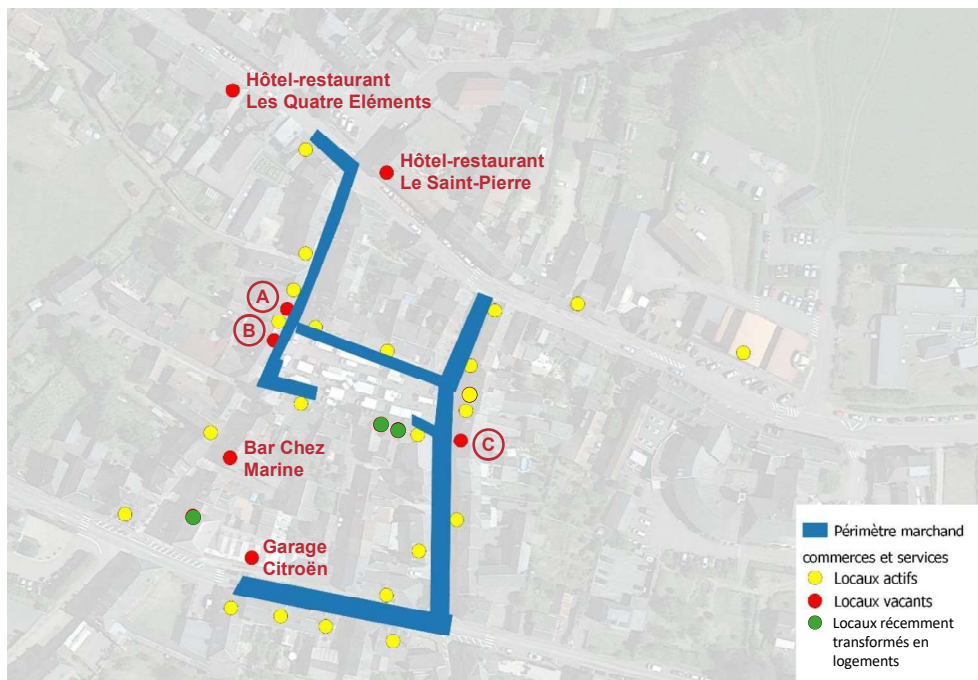 Hôtel-restaurant
Les Quatre Eléments
Hôtel-restaurant
Le Saint-Pierre
A
B
C
Bar Chez
Marine
Garage
Citroën
Périmètre marchand
commerces et services
Locaux actifs
Locaux vacants
Locaux récemment
transformés en
logements